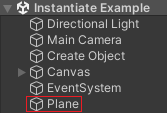 Instantiate Example
Directional Light
Main Camera
Create Object
Canvas
EventSystem
Plane